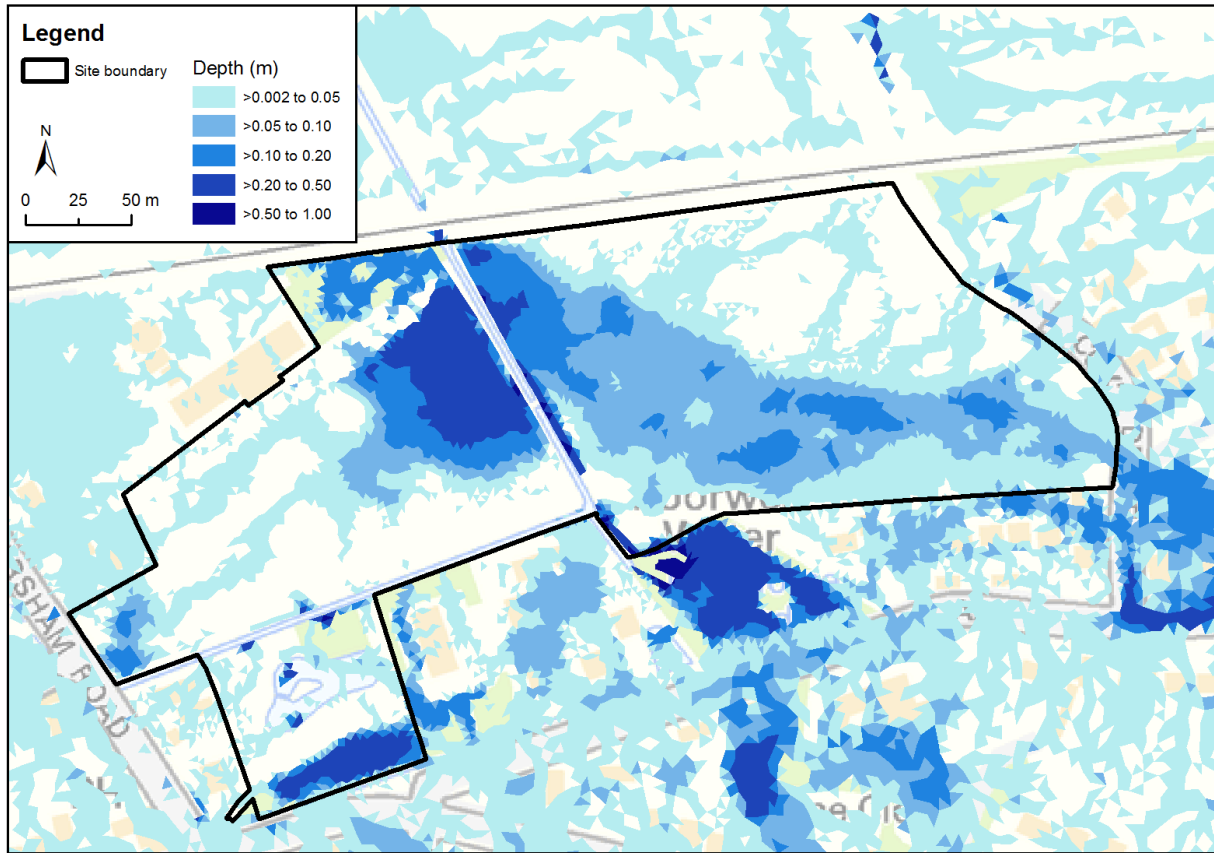 Legend
Site boundary
Depth (m)
>0.002 to 0.05
>0.05 to 0.10
>0.10 to 0.20
>0.20 to 0.50
>0.50 to 1.00
N
0 25 50 m
ROAD